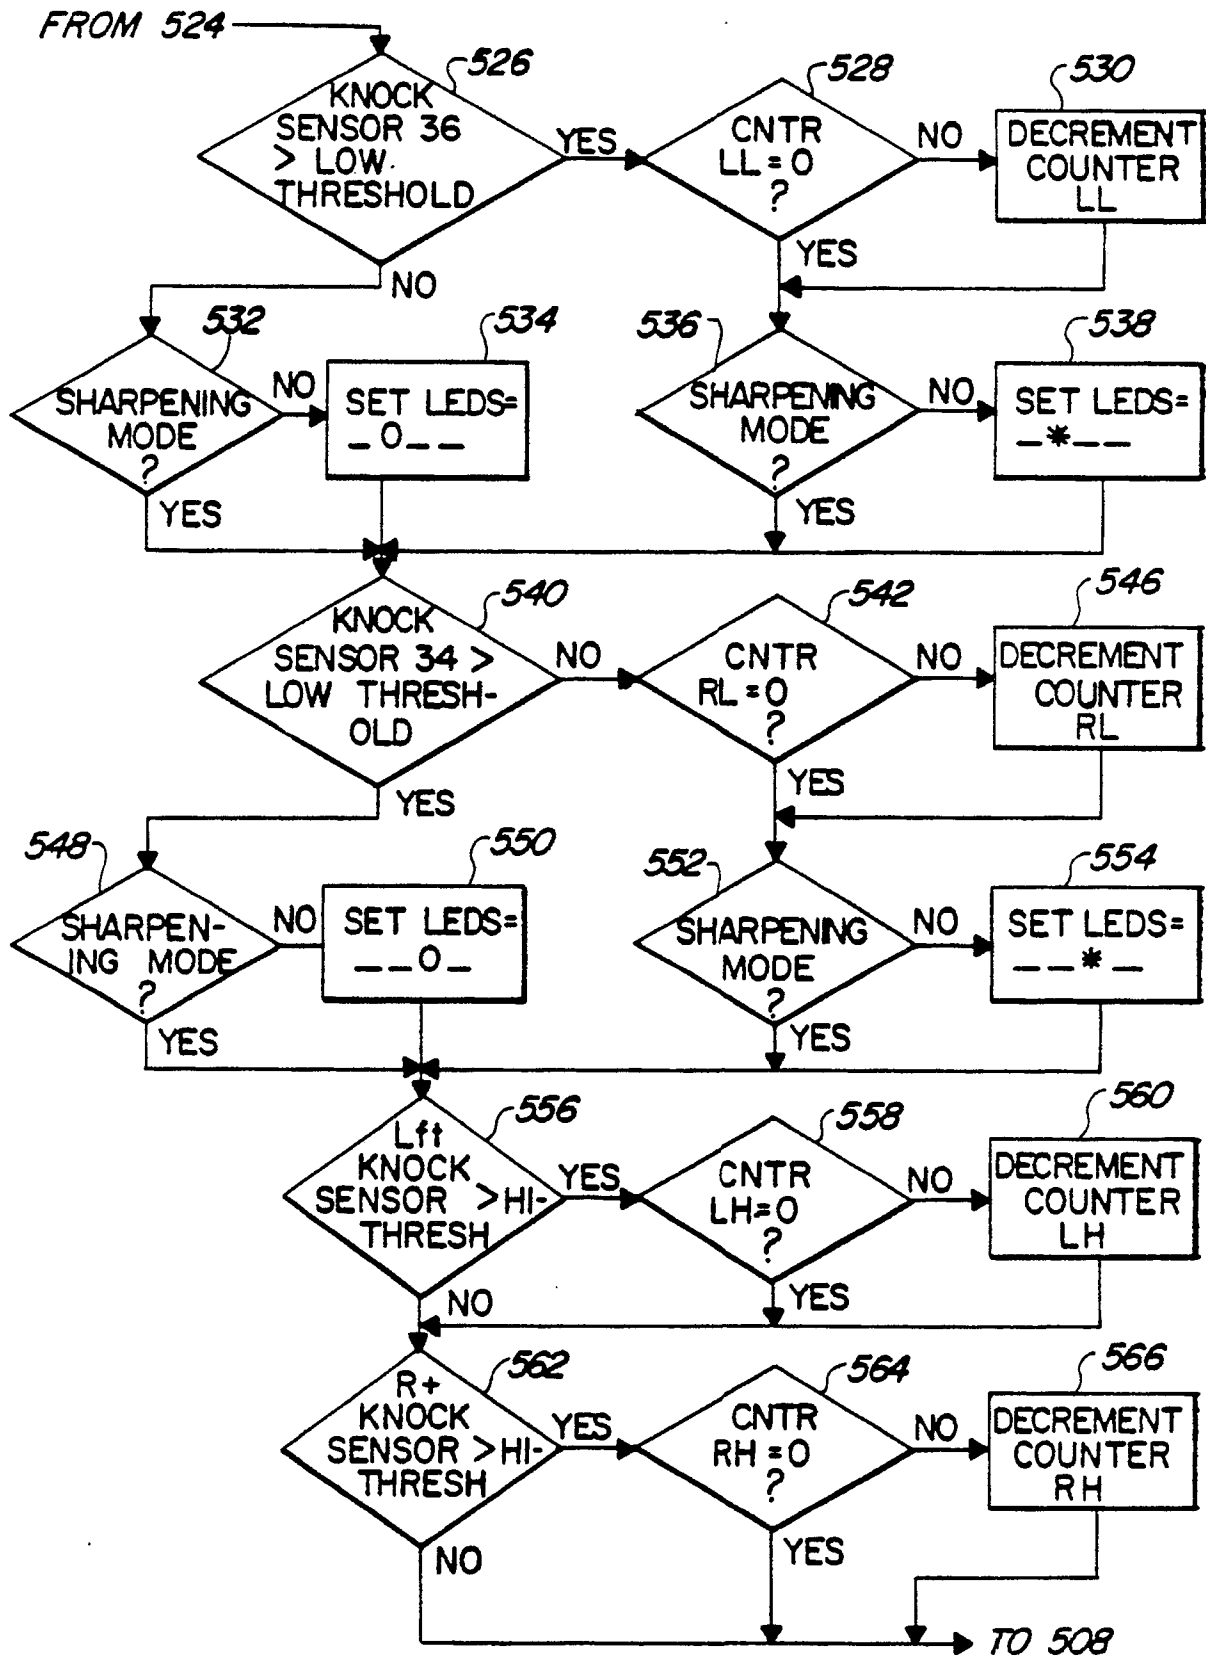 FROM 524
526
KNOCK
SENSOR 36
> LOW
THRESHOLD
YES
NO
528
CNTR
LL = 0
?
NO
YES
530
DECREMENT
COUNTER
LL
532
SHARPENING
MODE
?
NO
YES
534
SET LEDS=
_ O _ _
536
SHARPENING
MODE
?
NO
YES
538
SET LEDS=
_ * _ _
540
KNOCK
SENSOR 34 >
LOW THRESH-
OLD
NO
YES
542
CNTR
RL = 0
?
NO
YES
546
DECREMENT
COUNTER
RL
548
SHARPEN-
ING MODE
?
NO
YES
550
SET LEDS=
_ _ O _
552
SHARPENING
MODE
?
NO
YES
554
SET LEDS=
_ _ * _
556
Lft
KNOCK
SENSOR > HI-
THRESH
YES
NO
558
CNTR
LH = 0
?
NO
YES
560
DECREMENT
COUNTER
LH
562
R+
KNOCK
SENSOR > HI-
THRESH
YES
NO
564
CNTR
RH = 0
?
NO
YES
566
DECREMENT
COUNTER
RH
TO 508